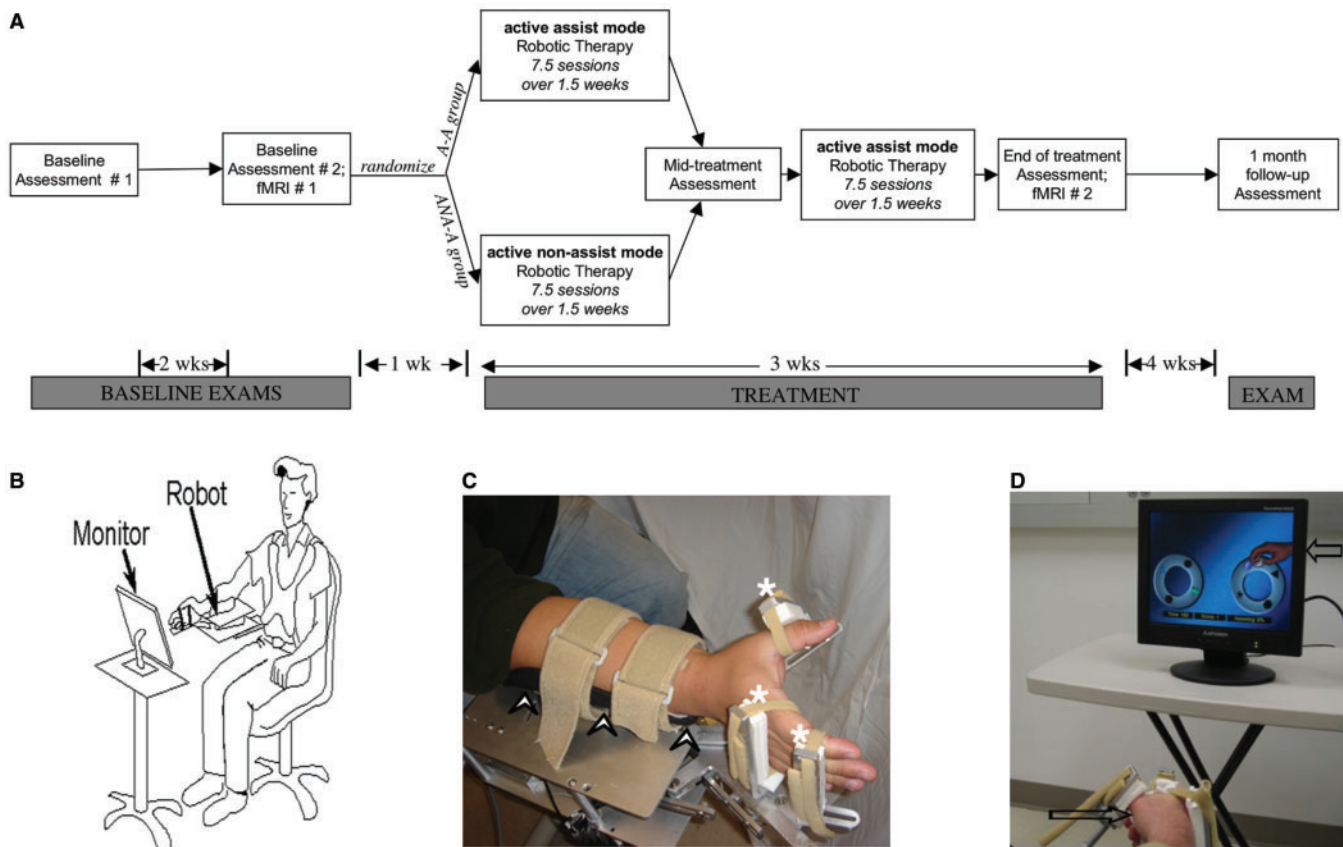 A
Baseline
Assessment # 1
Baseline
Assessment # 2;
fMRI # 1
randomize
A-A group
ANA-A group
active assist mode
Robotic Therapy
7.5 sessions
over 1.5 weeks
active non-assist mode
Robotic Therapy
7.5 sessions
over 1.5 weeks
Mid-treatment
Assessment
active assist mode
Robotic Therapy
7.5 sessions
over 1.5 weeks
End of treatment
Assessment;
fMRI # 2
1 month
follow-up
Assessment
2 wks
1 wk
3 wks
4 wks
BASELINE EXAMS
TREATMENT
EXAM
B
Robot
Monitor
C
*
**
*
D